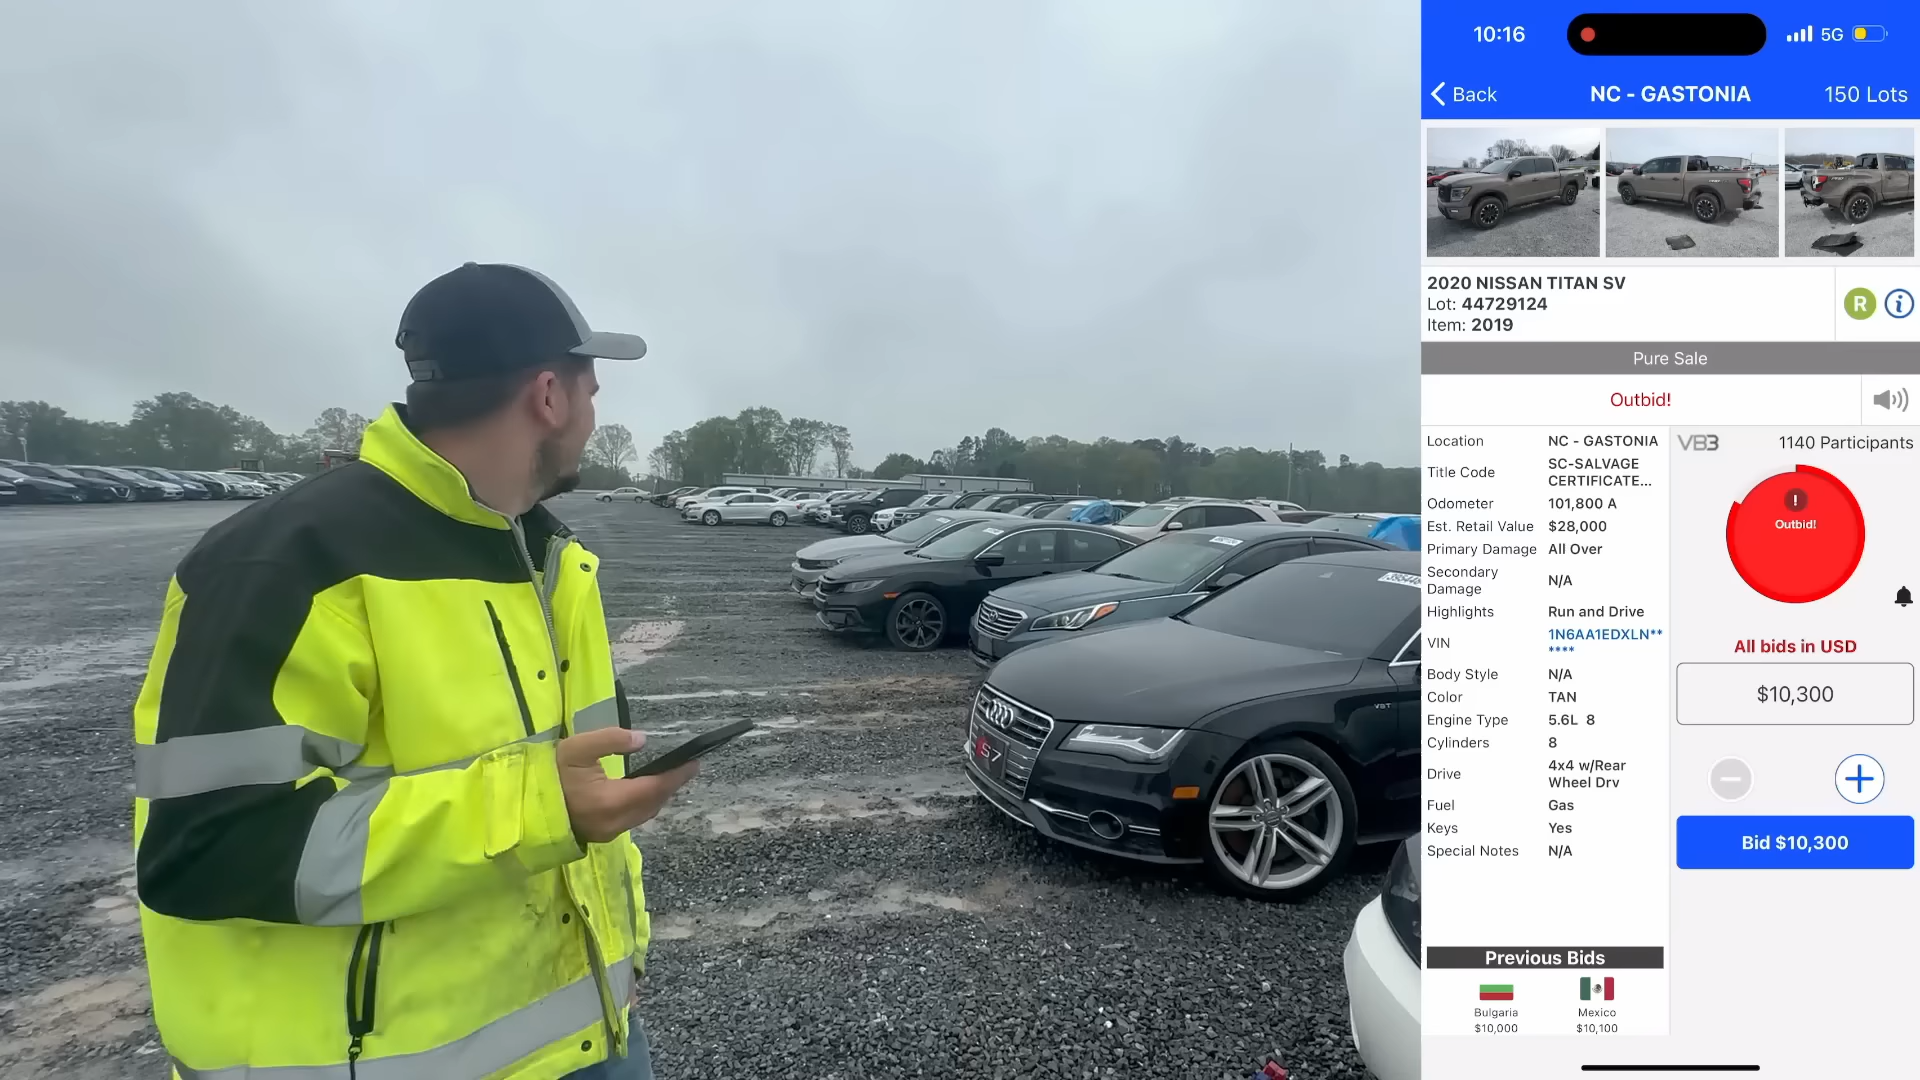 10:16
5G
Back
NC - GASTONIA
150 Lots
2020 NISSAN TITAN SV
Lot: 44729124
Item: 2019
R
i
Pure Sale
Outbid!
Location NC - GASTONIA
Title Code SC-SALVAGE CERTIFICATE...
Odometer 101,800 A
Est. Retail Value $28,000
Primary Damage All Over
Secondary Damage N/A
Highlights Run and Drive
VIN 1N6AA1EDXLN** ****
Body Style N/A
Color TAN
Engine Type 5.6L 8
Cylinders 8
Drive 4x4 w/Rear Wheel Drv
Fuel Gas
Keys Yes
Special Notes N/A
VB3
1140 Participants
!
Outbid!
All bids in USD
$10,300
Bid $10,300
Previous Bids
Bulgaria
$10,000
Mexico
$10,100
S7